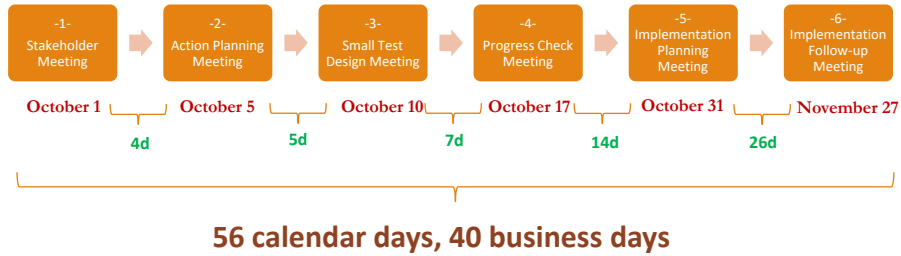 -1-
Stakeholder
Meeting
-2-
Action Planning
Meeting
-3-
Small Test
Design Meeting
-4-
Progress Check
Meeting
-5-
Implementation
Planning
Meeting
-6-
Implementation
Follow-up
Meeting
October 1
October 5
October 10
October 17
October 31
November 27
4d
5d
7d
14d
26d
56 calendar days, 40 business days